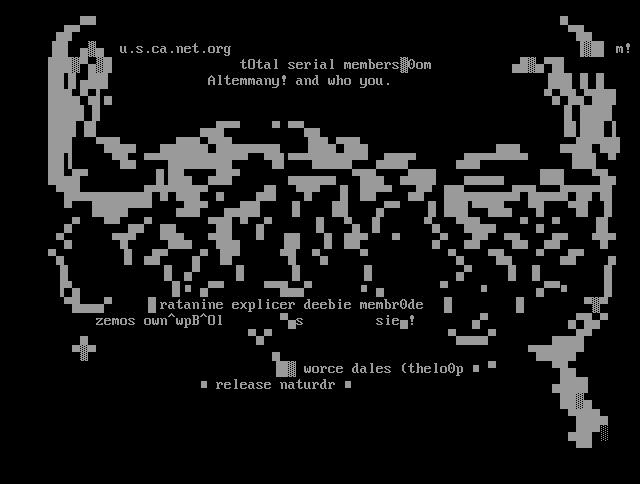 u.s.ca.net.org m!
tOtal serial members▒0om
Altemmany! and who you.
ratanine explicer deebie membr0de
zemos own^wpB^Ol s sie▄!
worce dales (thelo0p ▪
▪ release naturdr ▪